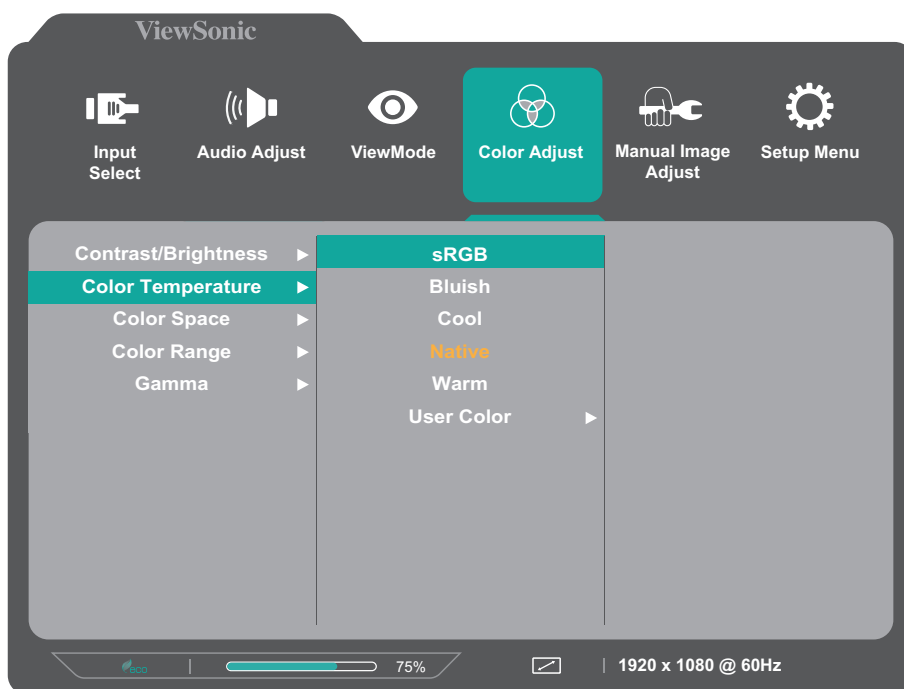 ViewSonic
Input
Select
Audio Adjust
ViewMode
Color Adjust
Manual Image
Adjust
Setup Menu
Contrast/Brightness
Color Temperature
Color Space
Color Range
Gamma
sRGB
Bluish
Cool
Native
Warm
User Color
eco
75%
1920 x 1080 @ 60Hz